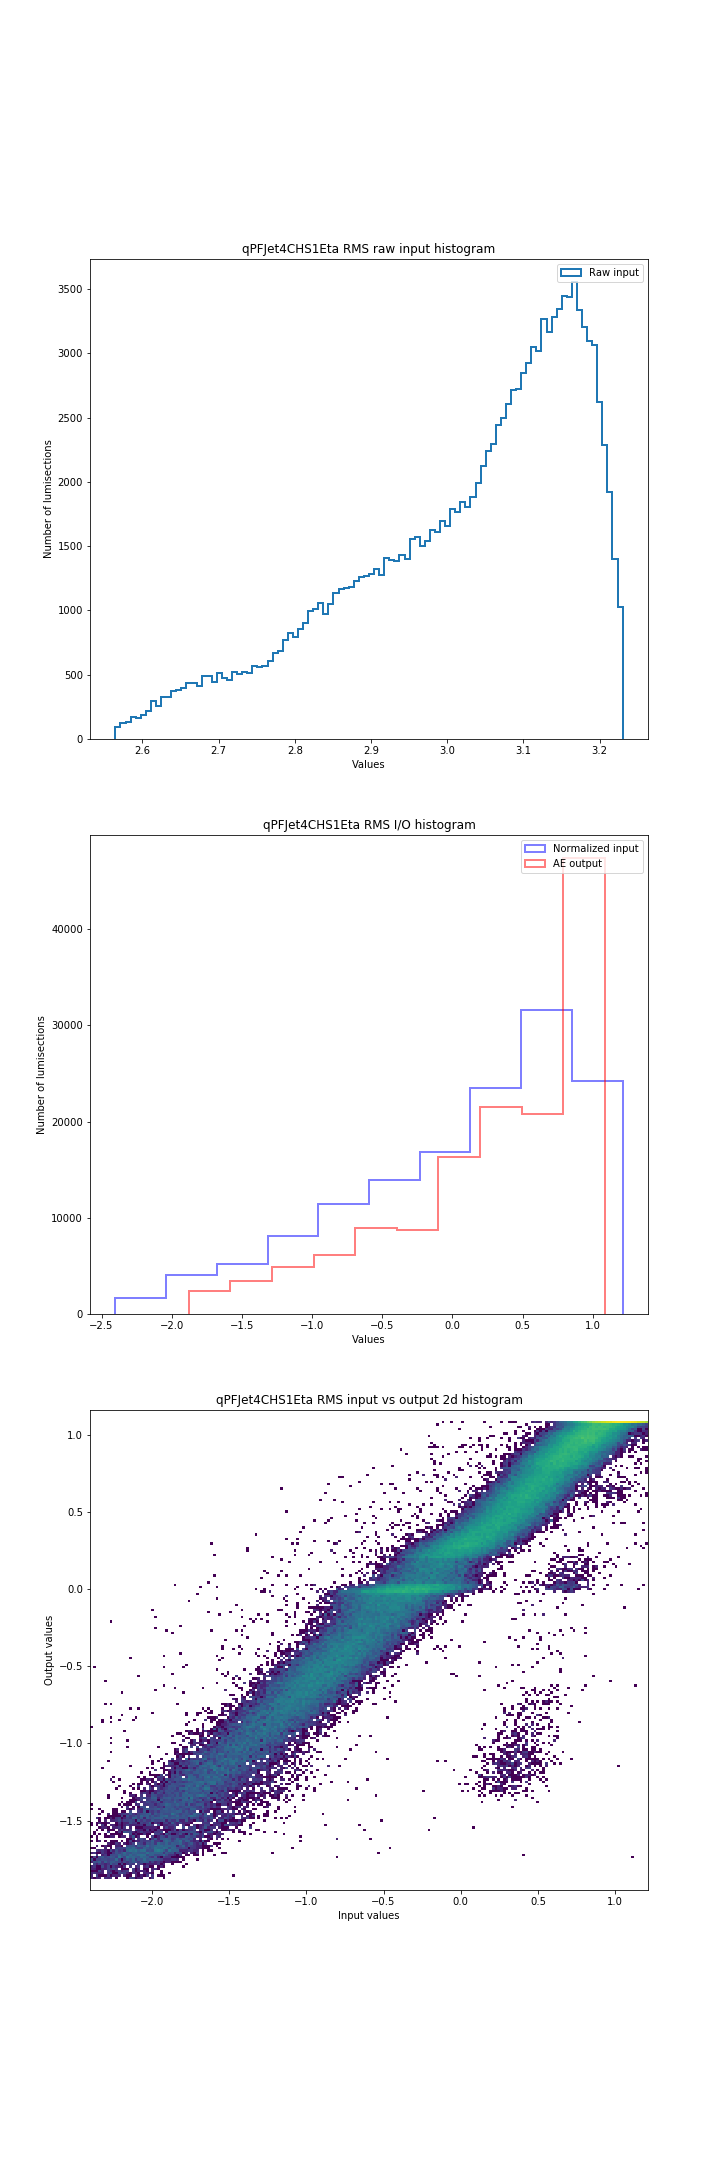 qPFJet4CHS1Eta RMS raw input histogram
Raw input
3500
3000
2500
2000
1500
1000
500
0
Number of lumisections
2.6 2.7 2.8 2.9 3.0 3.1 3.2
Values
qPFJet4CHS1Eta RMS I/O histogram
Normalized input
AE output
40000
30000
20000
10000
0
Number of lumisections
−2.5 −2.0 −1.5 −1.0 −0.5 0.0 0.5 1.0
Values
qPFJet4CHS1Eta RMS input vs output 2d histogram
1.0
0.5
0.0
−0.5
−1.0
−1.5
Output values
−2.0 −1.5 −1.0 −0.5 0.0 0.5 1.0
Input values